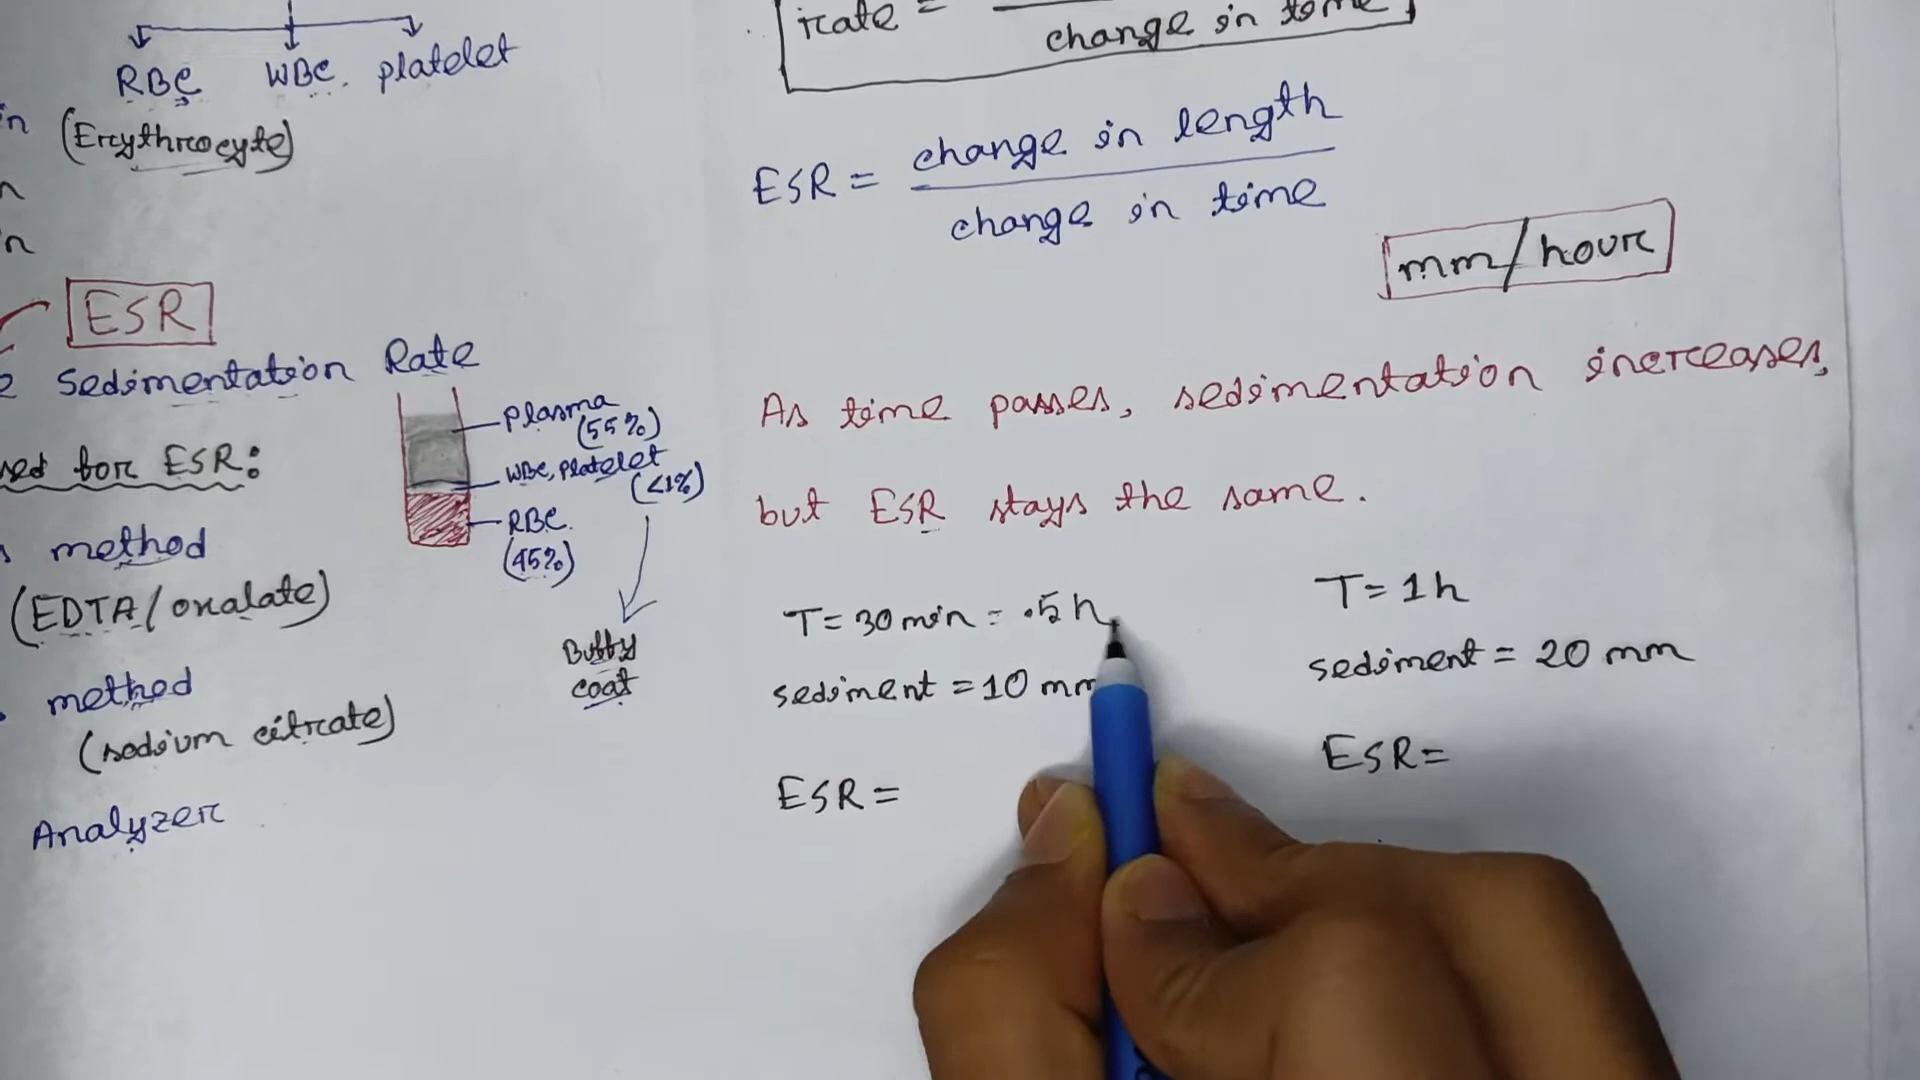 rate =
change in time
RBC WBC. platelet
(Erythrocyte)
ESR = change in length
change in time
mm/hour
ESR
Sedimentation Rate
plasma
(55%)
WBC, platelet
(<1%)
RBC.
(45%)
Buffy
coat
As time passes, sedimentation increases,
but ESR stays the same.
for ESR:
method
(EDTA/oxalate)
method
(sodium citrate)
Analyzer
T = 30 min = .5 h
sediment = 10 mm
ESR =
T = 1h
sediment = 20 mm
ESR =